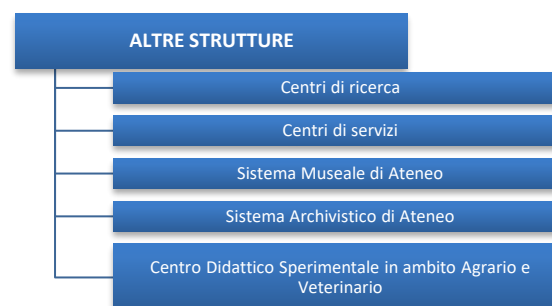 ALTRE STRUTTURE
Centri di ricerca
Centri di servizi
Sistema Museale di Ateneo
Sistema Archivistico di Ateneo
Centro Didattico Sperimentale in ambito Agrario e
Veterinario